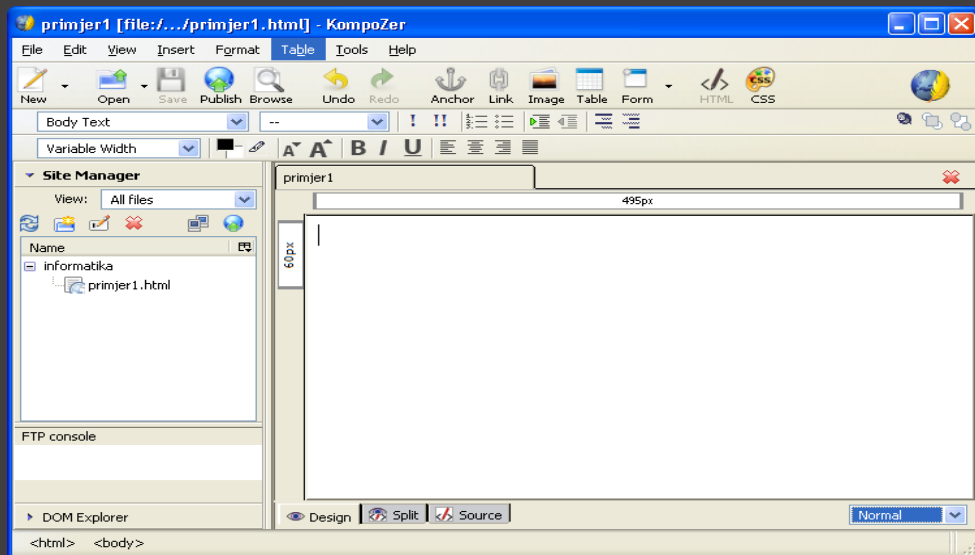 primjer1 [file:/.../primjer1.html] - KompoZer
File Edit View Insert Format Table Tools Help
New Open Save Publish Browse Undo Redo Anchor Link Image Table Form HTML CSS
CSS
Body Text -- ! !!
Variable Width A A B I U
Site Manager
View: All files
Name
informatika
primjer1.html
FTP console
DOM Explorer
primjer1
495px
60px
Design Split Source Normal
<html> <body>